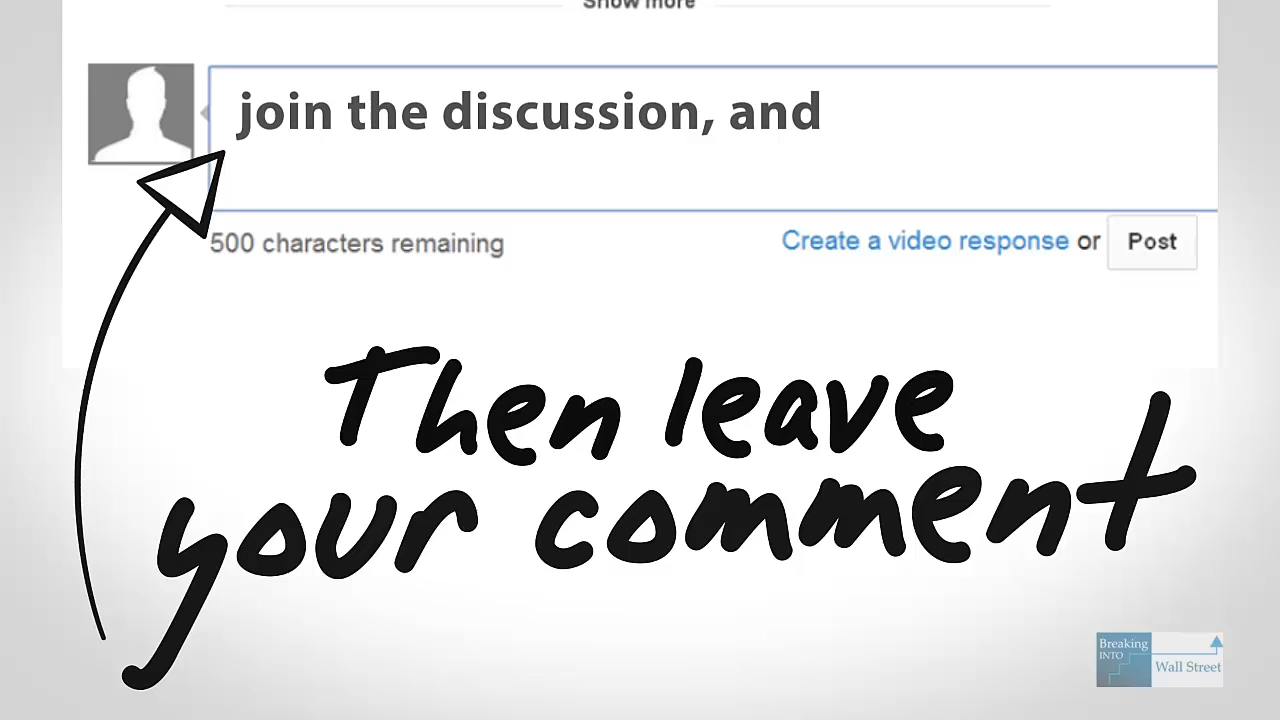 Show more
join the discussion, and
500 characters remaining
Create a video response or Post
Then leave
your comment
Breaking
INTO
Wall Street